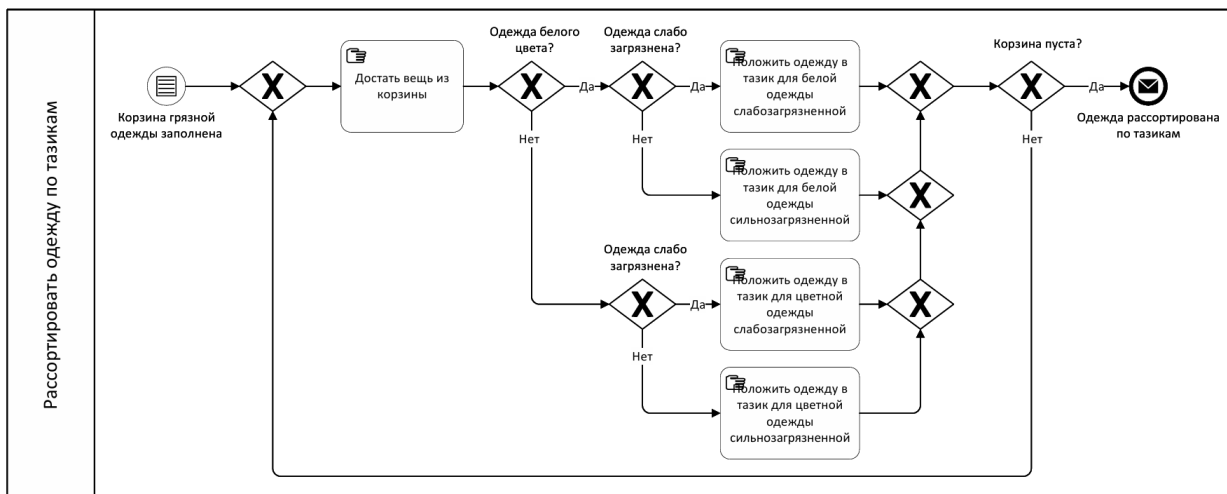 Рассортировать одежду по тазикам
Корзина грязной
одежды заполнена
Достать вещь из
корзины
Одежда белого
цвета?
Да
Нет
Одежда слабо
загрязнена?
Да
Нет
Положить одежду в
тазик для белой
одежды
слабозагрязненной
Положить одежду в
тазик для белой
одежды
сильнозагрязненной
Одежда слабо
загрязнена?
Да
Нет
Положить одежду в
тазик для цветной
одежды
слабозагрязненной
Положить одежду в
тазик для цветной
одежды
сильнозагрязненной
Корзина пуста?
Да
Нет
Одежда рассортирована
по тазикам